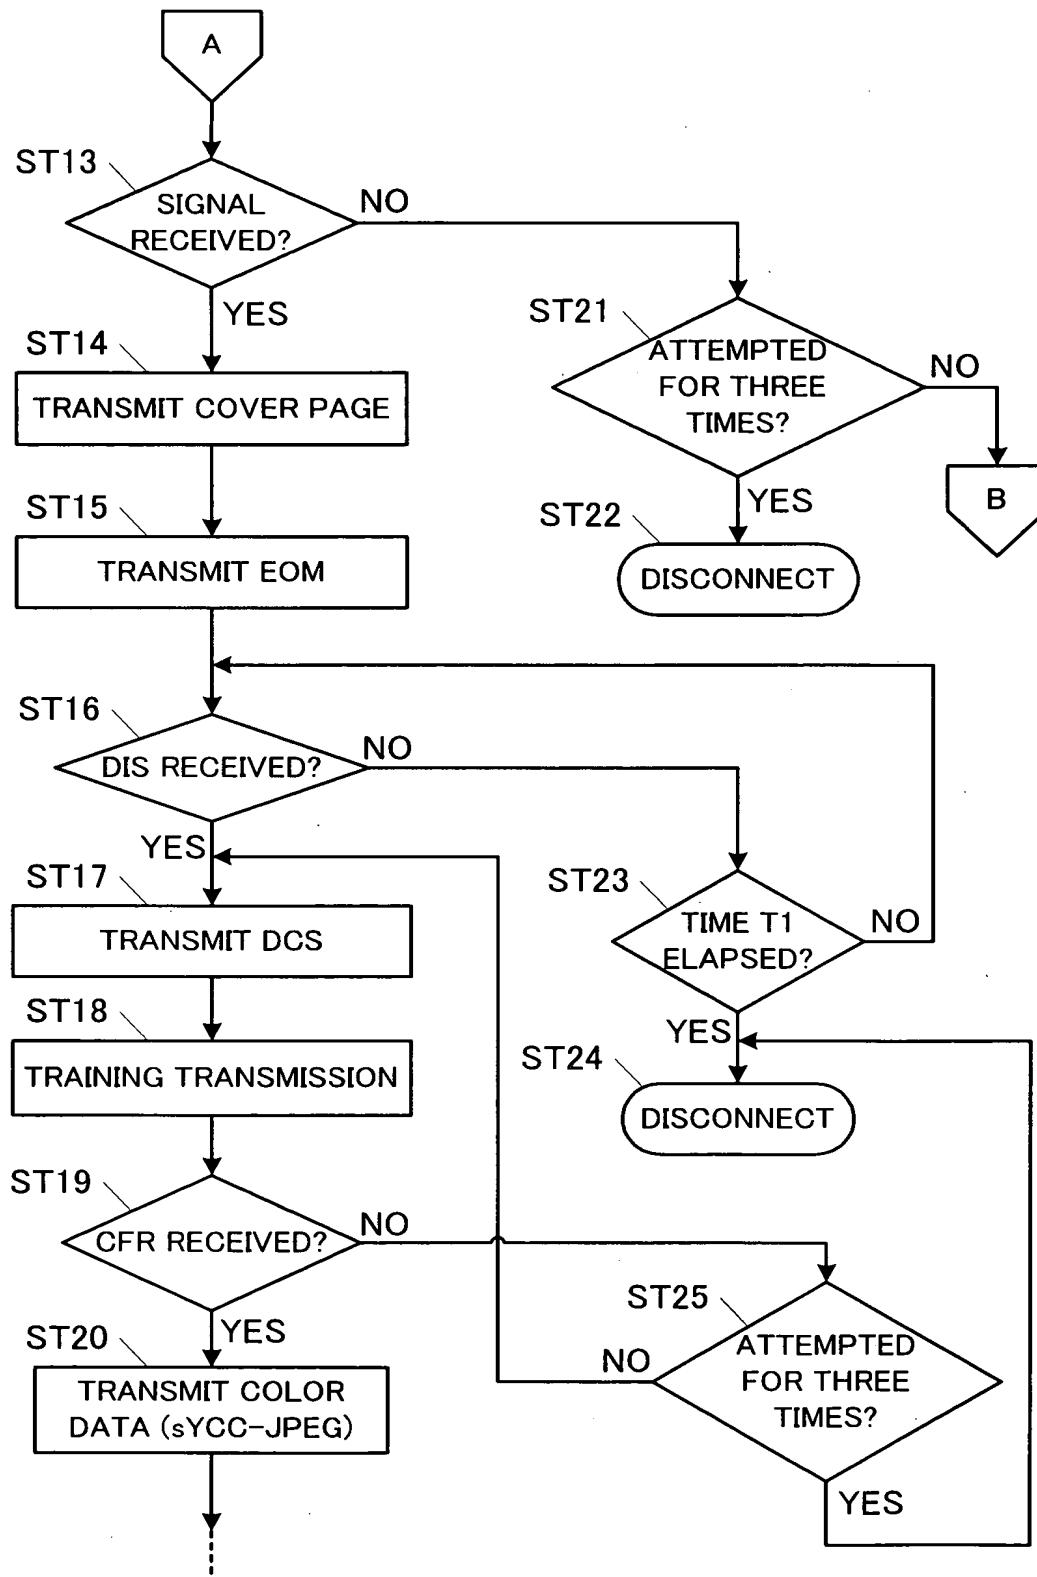 A
ST13
SIGNAL
RECEIVED?
NO
YES
ST14
TRANSMIT COVER PAGE
ST21
ATTEMPTED
FOR THREE
TIMES?
NO
YES
B
ST15
TRANSMIT EOM
ST22
DISCONNECT
ST16
DIS RECEIVED?
NO
YES
ST17
TRANSMIT DCS
ST23
TIME T1
ELAPSED?
NO
YES
ST18
TRAINING TRANSMISSION
ST24
DISCONNECT
ST19
CFR RECEIVED?
NO
YES
ST25
ATTEMPTED
FOR THREE
TIMES?
NO
YES
ST20
TRANSMIT COLOR
DATA (sYCC-JPEG)